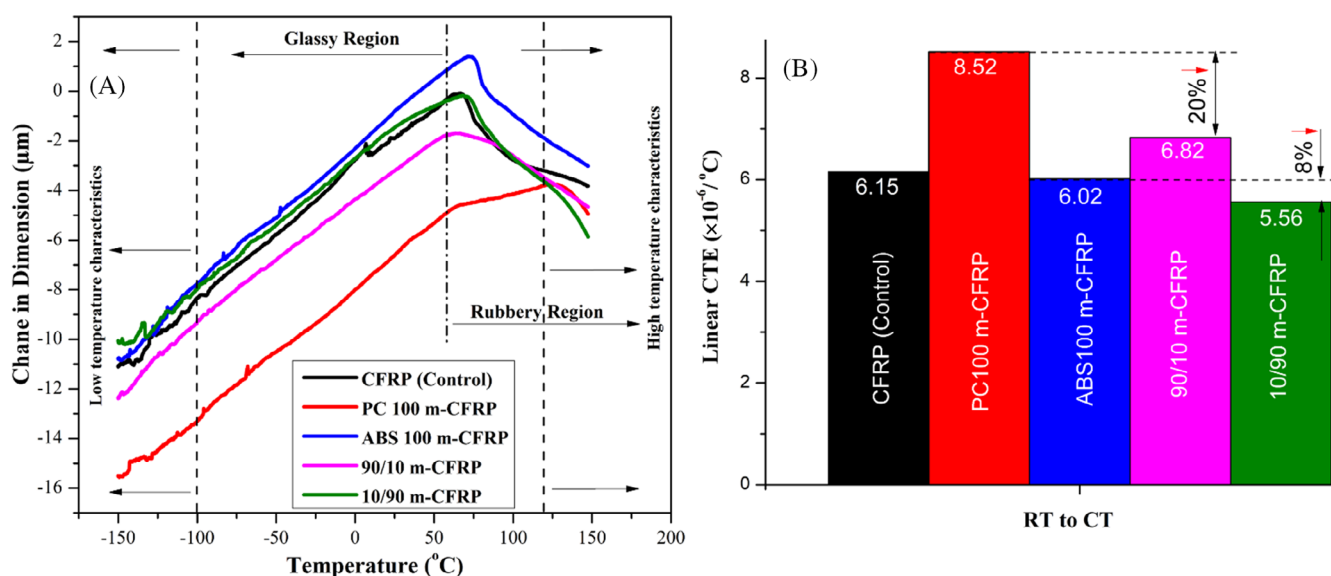 (A)
Glassy Region
Rubbery Region
Low temperature characteristics
High temperature characteristics
Chane in Dimension (µm)
2
0
-2
-4
-6
-8
-10
-12
-14
-16
CFRP (Control)
PC 100 m-CFRP
ABS 100 m-CFRP
90/10 m-CFRP
10/90 m-CFRP
-150 -100 -50 0 50 100 150 200
Temperature (°C)
(B)
Linear CTE (×10⁻⁶/°C)
8
6
4
2
0
6.15
8.52
6.02
6.82
5.56
20%
8%
CFRP (Control)
PC100 m-CFRP
ABS100 m-CFRP
90/10 m-CFRP
10/90 m-CFRP
RT to CT